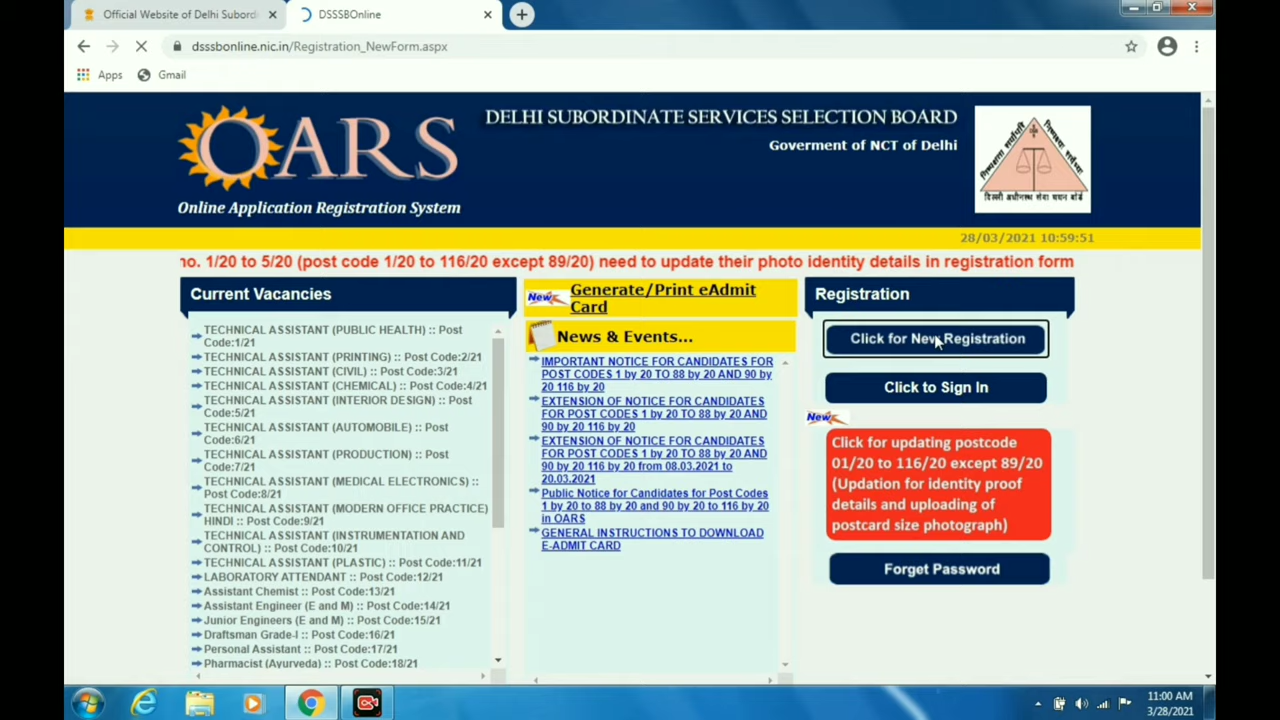 Official Website of Delhi Subord
DSSSBOnline
dsssbonline.nic.in/Registration_NewForm.aspx
Apps
Gmail
OARS
Online Application Registration System
DELHI SUBORDINATE SERVICES SELECTION BOARD
Goverment of NCT of Delhi
दिल्ली अधीनस्थ सेवा चयन बोर्ड
28/03/2021 10:59:51
no. 1/20 to 5/20 (post code 1/20 to 116/20 except 89/20) need to update their photo identity details in registration form
Current Vacancies
TECHNICAL ASSISTANT (PUBLIC HEALTH) :: Post
Code:1/21
TECHNICAL ASSISTANT (PRINTING) :: Post Code:2/21
TECHNICAL ASSISTANT (CIVIL) :: Post Code:3/21
TECHNICAL ASSISTANT (CHEMICAL) :: Post Code:4/21
TECHNICAL ASSISTANT (INTERIOR DESIGN) :: Post
Code:5/21
TECHNICAL ASSISTANT (AUTOMOBILE) :: Post
Code:6/21
TECHNICAL ASSISTANT (PRODUCTION) :: Post
Code:7/21
TECHNICAL ASSISTANT (MEDICAL ELECTRONICS) ::
Post Code:8/21
TECHNICAL ASSISTANT (MODERN OFFICE PRACTICE)
HINDI :: Post Code:9/21
TECHNICAL ASSISTANT (INSTRUMENTATION AND
CONTROL) :: Post Code:10/21
TECHNICAL ASSISTANT (PLASTIC) :: Post Code:11/21
LABORATORY ATTENDANT :: Post Code:12/21
Assistant Chemist :: Post Code:13/21
Assistant Engineer (E and M) :: Post Code:14/21
Junior Engineers (E and M) :: Post Code:15/21
Draftsman Grade-I :: Post Code:16/21
Personal Assistant :: Post Code:17/21
Pharmacist (Ayurveda) :: Post Code:18/21
New
Generate/Print eAdmit
Card
News & Events...
IMPORTANT NOTICE FOR CANDIDATES FOR
POST CODES 1 by 20 TO 88 by 20 AND 90 by
20 116 by 20
EXTENSION OF NOTICE FOR CANDIDATES
FOR POST CODES 1 by 20 TO 88 by 20 AND
90 by 20 116 by 20
EXTENSION OF NOTICE FOR CANDIDATES
FOR POST CODES 1 by 20 TO 88 by 20 AND
90 by 20 116 by 20 from 08.03.2021 to
20.03.2021
Public Notice for Candidates for Post Codes
1 by 20 to 88 by 20 and 90 by 20 to 116 by 20
in OARS
GENERAL INSTRUCTIONS TO DOWNLOAD
E-ADMIT CARD
Registration
Click for New Registration
Click to Sign In
New
Click for updating postcode
01/20 to 116/20 except 89/20
(Updation for identity proof
details and uploading of
postcard size photograph)
Forget Password
11:00 AM
3/28/2021